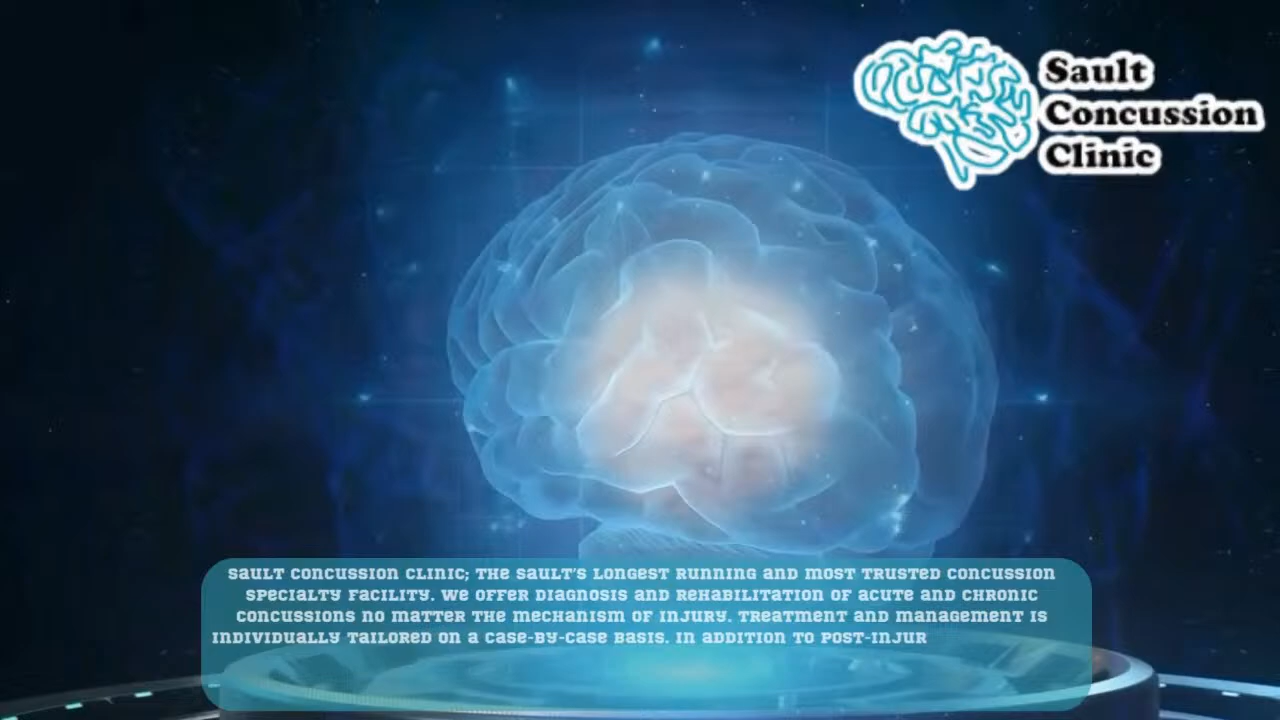 Sault
Concussion
Clinic
SAULT CONCUSSION CLINIC; THE SAULT'S LONGEST RUNNING AND MOST TRUSTED CONCUSSION
SPECIALTY FACILITY. WE OFFER DIAGNOSIS AND REHABILITATION OF ACUTE AND CHRONIC
CONCUSSIONS NO MATTER THE MECHANISM OF INJURY. TREATMENT AND MANAGEMENT IS
INDIVIDUALLY TAILORED ON A CASE-BY-CASE BASIS. IN ADDITION TO POST-INJUR